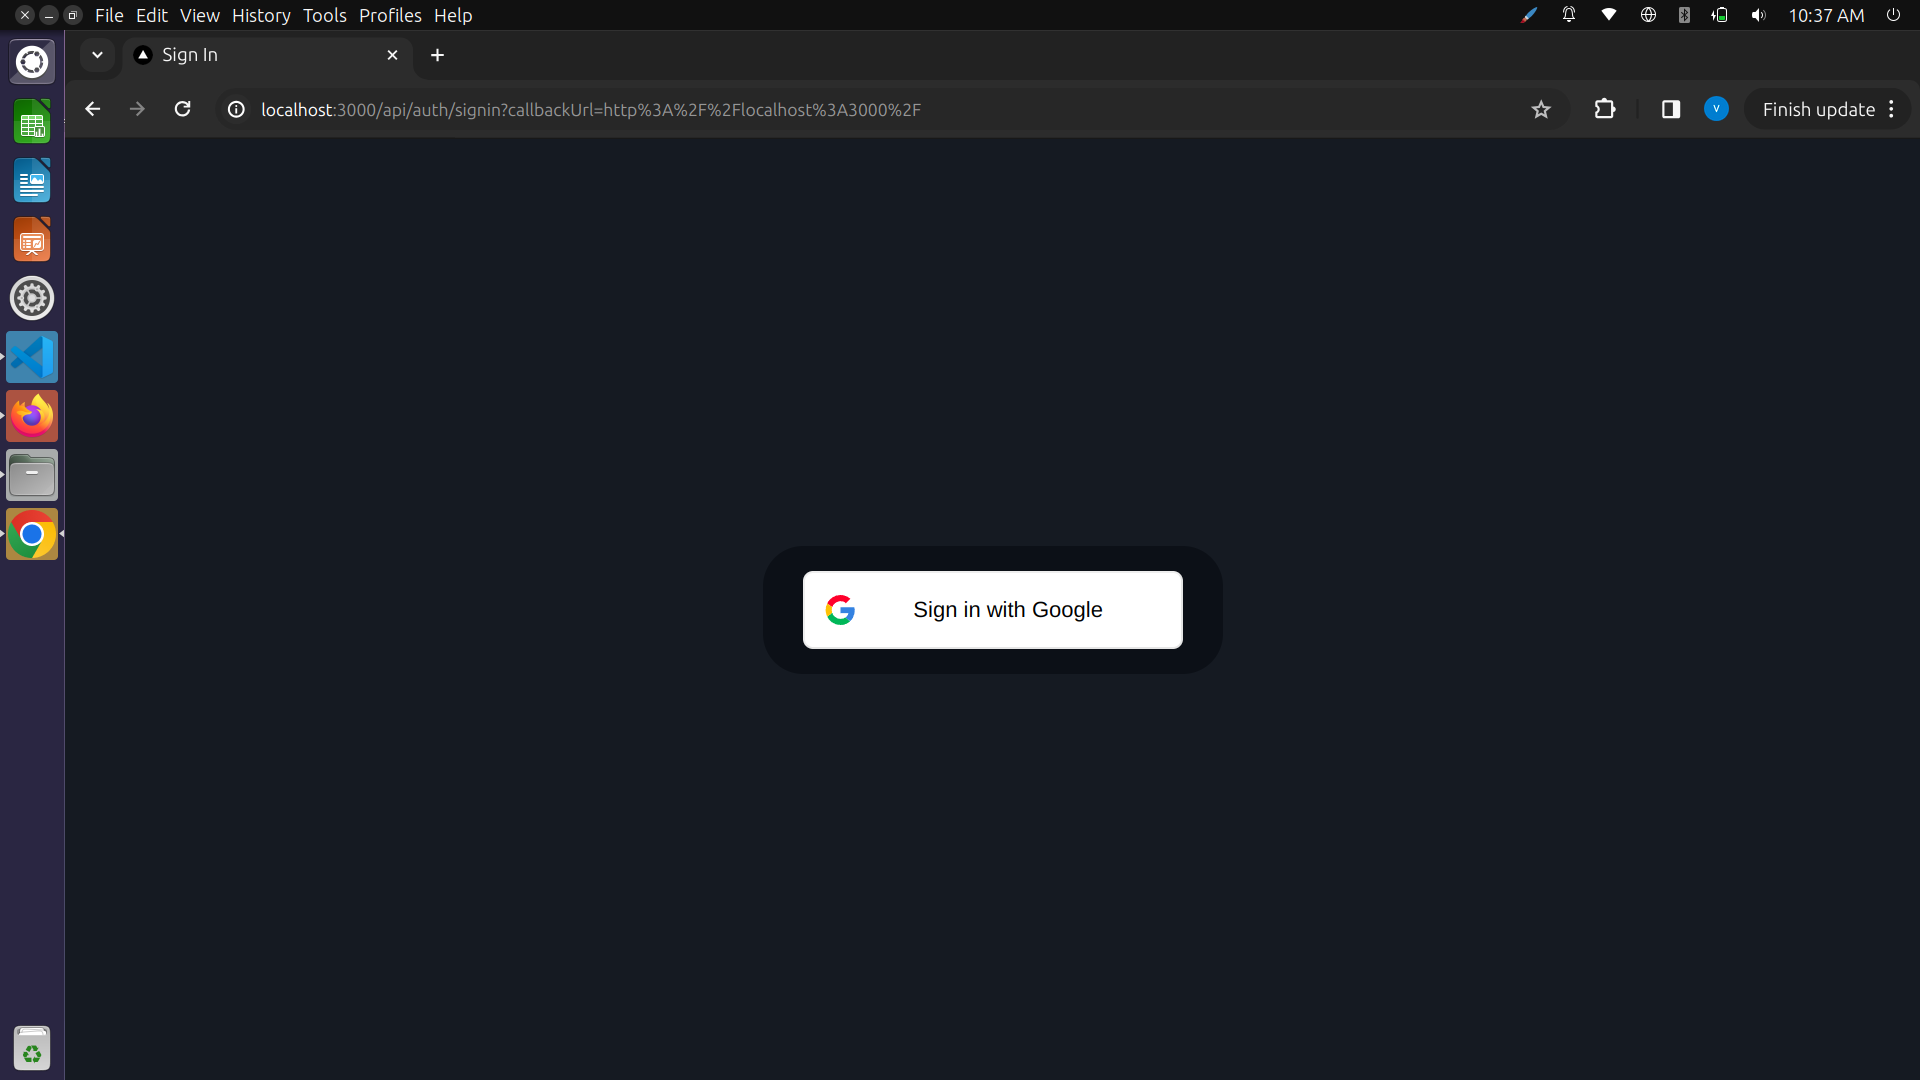 File Edit View History Tools Profiles Help
10:37 AM
Sign In
localhost:3000/api/auth/signin?callbackUrl=http%3A%2F%2Flocalhost%3A3000%2F
V
Finish update
Sign in with Google